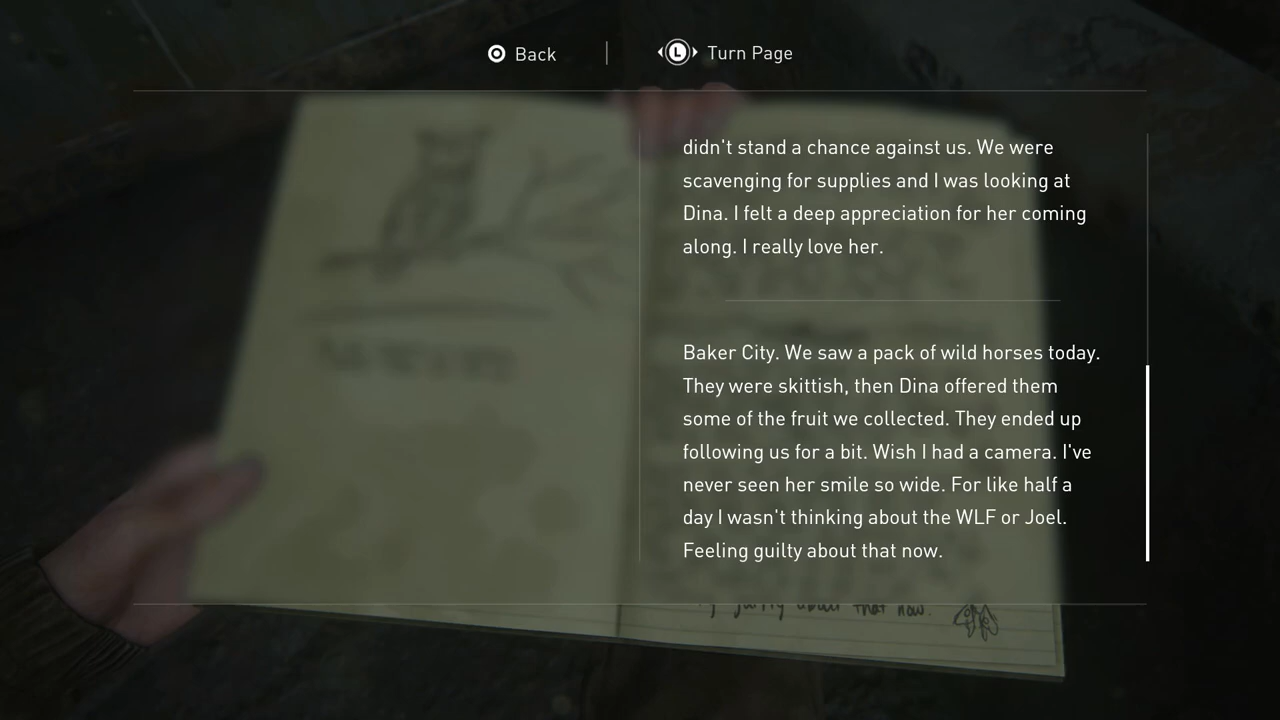 Back
L Turn Page
didn't stand a chance against us. We were
scavenging for supplies and I was looking at
Dina. I felt a deep appreciation for her coming
along. I really love her.
Baker City. We saw a pack of wild horses today.
They were skittish, then Dina offered them
some of the fruit we collected. They ended up
following us for a bit. Wish I had a camera. I've
never seen her smile so wide. For like half a
day I wasn't thinking about the WLF or Joel.
Feeling guilty about that now.
guilty about that now.